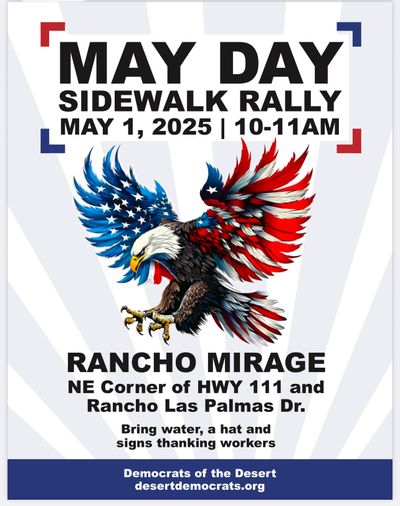 MAY DAY
SIDEWALK RALLY
MAY 1, 2025 | 10-11AM
RANCHO MIRAGE
NE Corner of HWY 111 and
Rancho Las Palmas Dr.
Bring water, a hat and
signs thanking workers
Democrats of the Desert
desertdemocrats.org